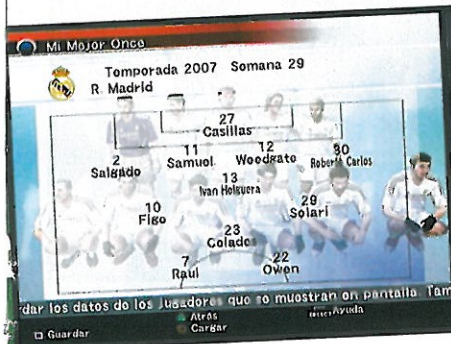 Mi Mejor Once
Temporada 2007 Semana 29
R. Madrid
27
Casillas
2 11 12 30
Salgado Samuel Woodgate Roberto Carlos
13
Ivan Helguera
10 29
Figo Solari
23
Celades
7 22
Raul Owen
rdar los datos de los jugadores que se muestran en pantalla. Tam
Atrás Ayuda
Guardar Cargar